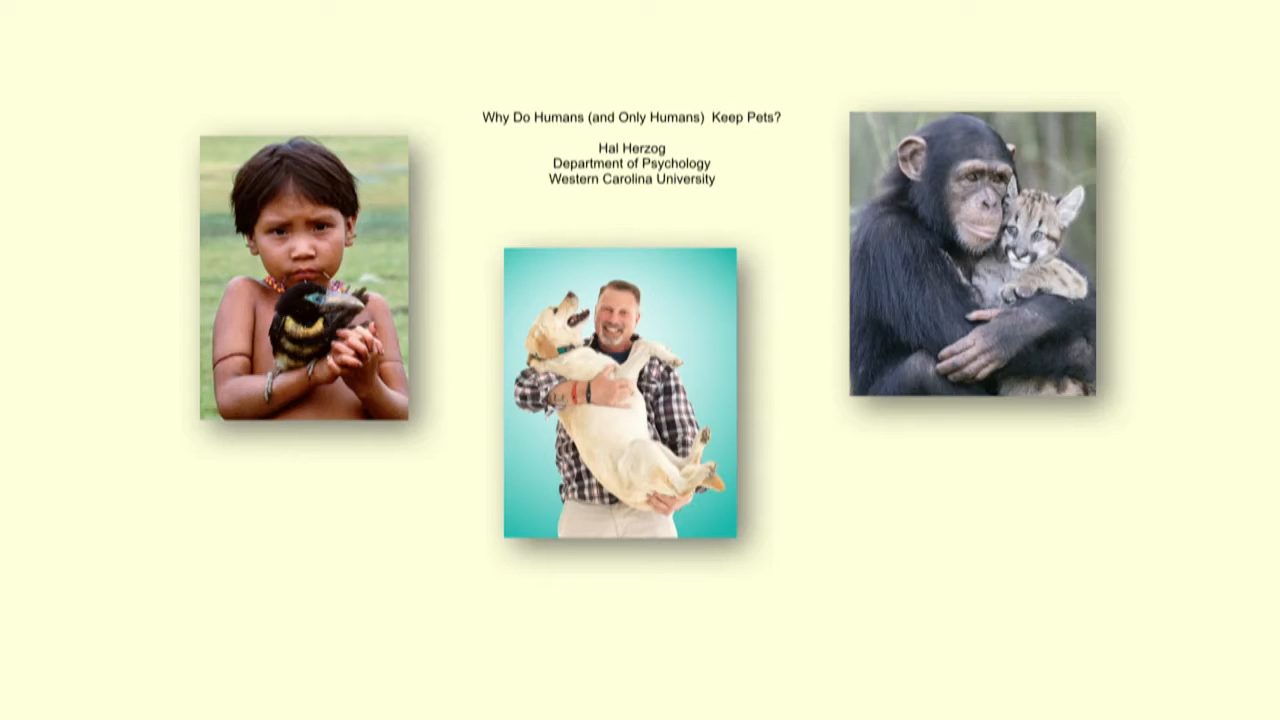 Why Do Humans (and Only Humans)  Keep Pets?
Hal Herzog
Department of Psychology
Western Carolina University